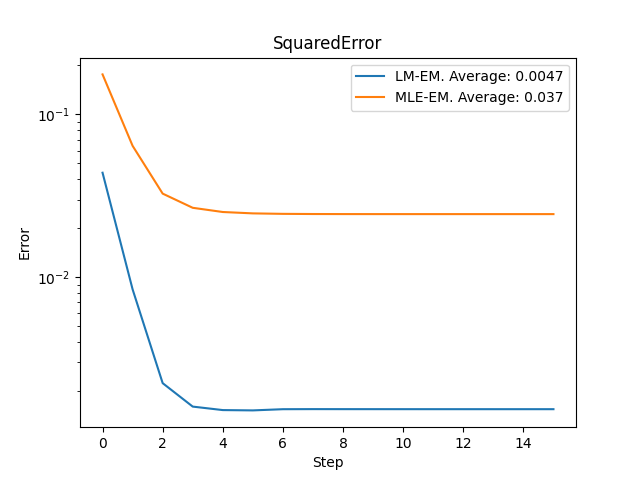 SquaredError
LM-EM. Average: 0.0047
MLE-EM. Average: 0.037
10⁻¹
10⁻²
Error
0 2 4 6 8 10 12 14
Step